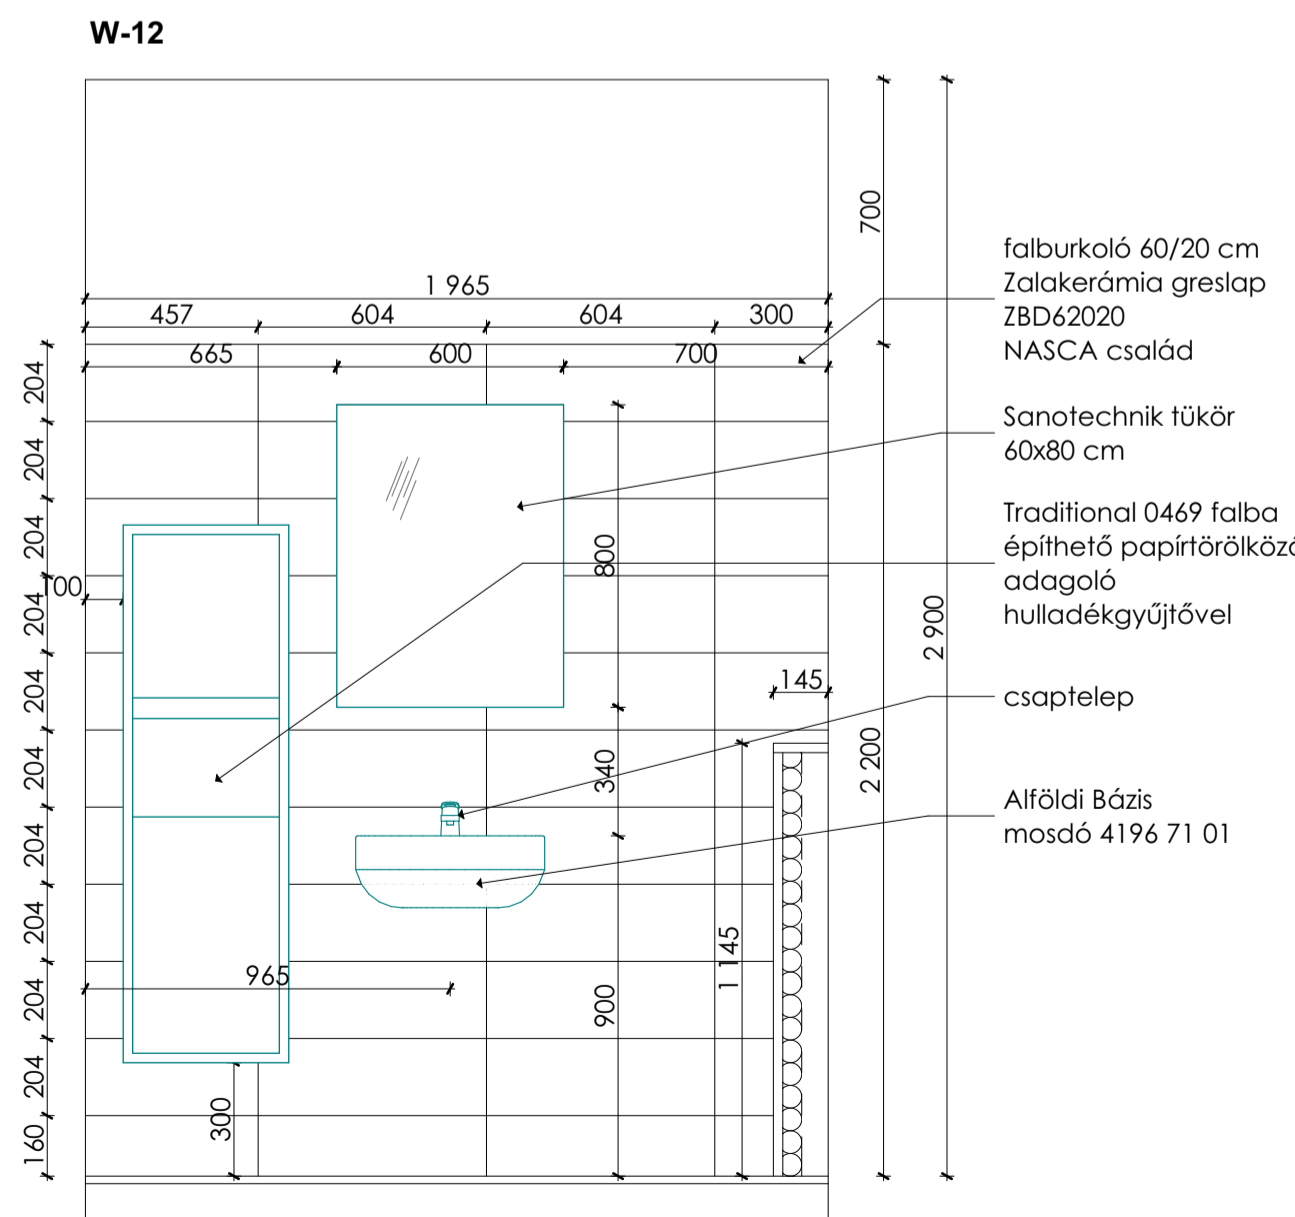 W-12
700
1 965
457
604
604
300
665
600
700
204
204
204
204
204
204
204
204
204
204
160
100
800
340
900
145
1 145
965
300
2 200
2 900
falburkoló 60/20 cm
Zalakerámia greslap
ZBD62020
NASCA család
Sanotechnik tükör
60x80 cm
Traditional 0469 falba
építhető
adagoló
hulladékgyűjtővel
csaptelep
Alföldi Bázis
mosdó 4196 71 01